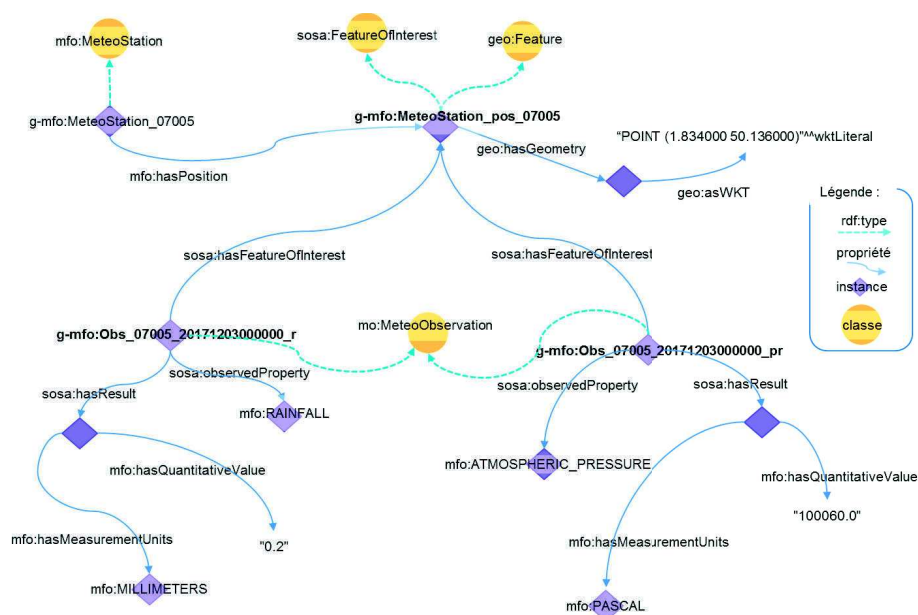 sosa:FeatureOfInterest
geo:Feature
mfo:MeteoStation
g-mfo:MeteoStation_07005
g-mfo:MeteoStation_pos_07005
"POINT (1.834000 50.136000)"^^wktLiteral
geo:hasGeometry
mfo:hasPosition
geo:asWKT
Légende :
rdf:type
propriété
instance
classe
sosa:hasFeatureOfInterest
sosa:hasFeatureOfInterest
mo:MeteoObservation
g-mfo:Obs_07005_20171203000000_r
g-mfo:Obs_07005_20171203000000_pr
sosa:observedProperty
sosa:observedProperty
sosa:hasResult
sosa:hasResult
mfo:RAINFALL
mfo:ATMOSPHERIC_PRESSURE
mfo:hasQuantitativeValue
mfo:hasQuantitativeValue
"100060.0"
mfo:hasMeasurementUnits
"0.2"
mfo:hasMeasurementUnits
mfo:MILLIMETERS
mfo:PASCAL